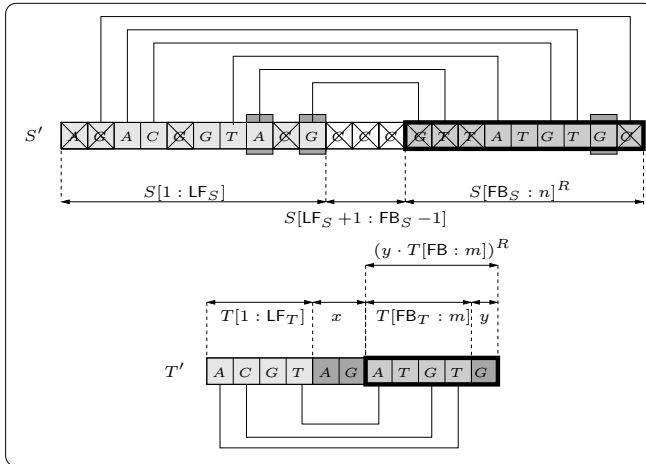 S′ A G A C G G T A C G C C C G T T A T G T G C
S[1 : LF_S] S[FB_S : n]^R
S[LF_S +1 : FB_S −1]
(y · T[FB : m])^R
T[1 : LF_T] x T[FB_T : m] y
T′ A C G T A G A T G T G